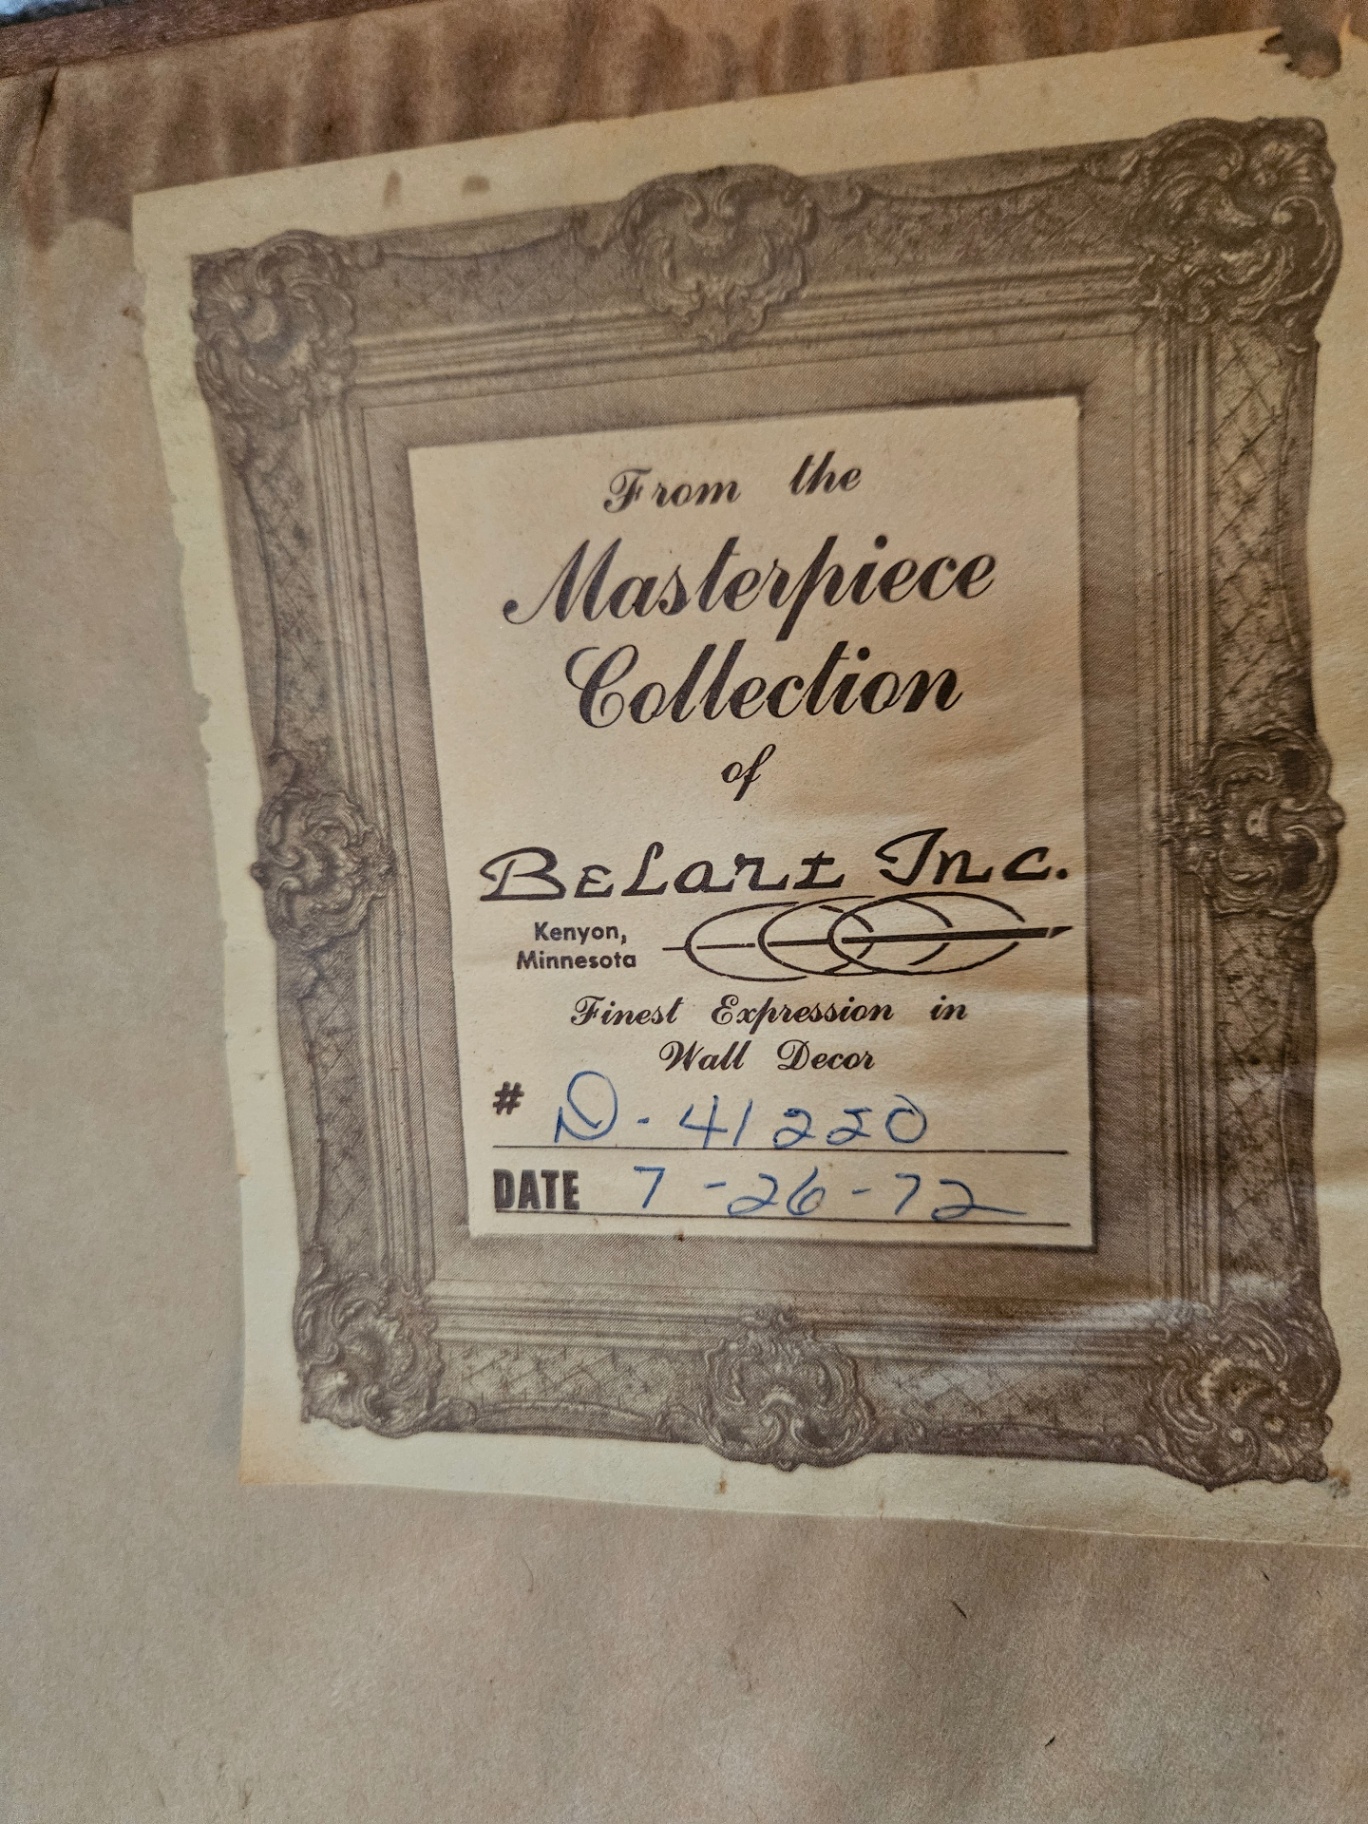 From the
Masterpiece
Collection
of
BELart Inc.
Kenyon,
Minnesota
Finest Expression in
Wall Decor
# D-41220
DATE 7-26-72